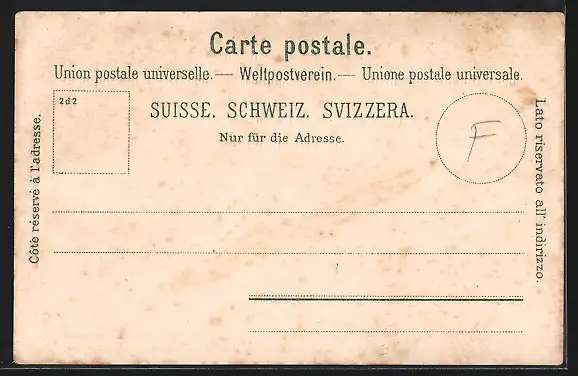 Carte postale.
Union postale universelle. — Weltpostverein. — Unione postale universale.
2d2
SUISSE. SCHWEIZ. SVIZZERA.
Nur für die Adresse.
F
Côté réservé à l'adresse.
Lato riservato all' indirizzo.